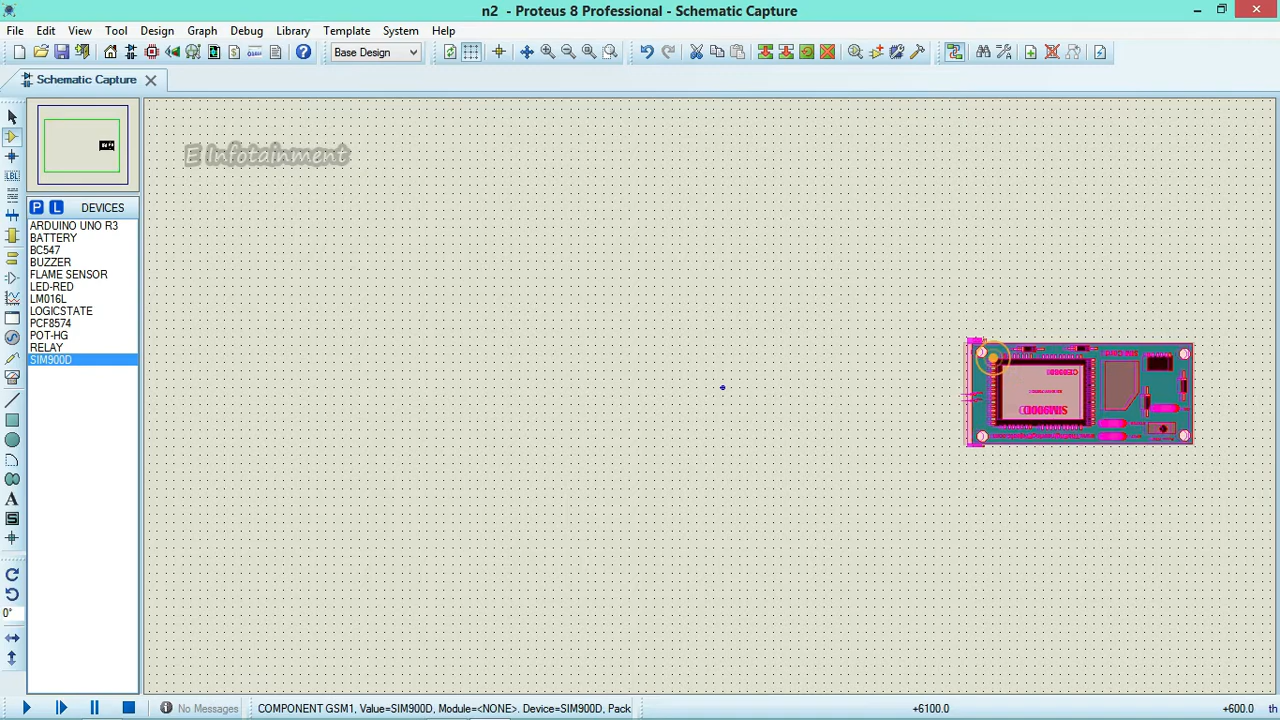 n2 - Proteus 8 Professional - Schematic Capture
File Edit View Tool Design Graph Debug Library Template System Help
Base Design
Schematic Capture
E Infotainment
P L DEVICES
ARDUINO UNO R3
BATTERY
BC547
BUZZER
FLAME SENSOR
LED-RED
LM016L
LOGICSTATE
PCF8574
POT-HG
RELAY
SIM900D
LBL
A
S
0°
SIM900D
No Messages COMPONENT GSM1, Value=SIM900D, Module=<NONE>. Device=SIM900D, Pack +6100.0 +600.0 th